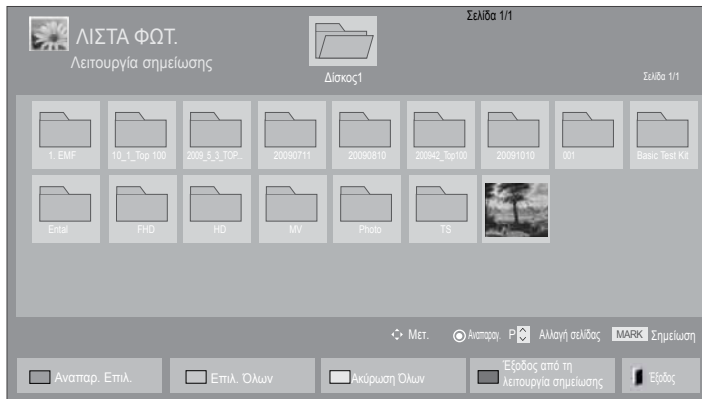 Σελίδα 1/1
ΛΙΣΤΑ ΦΩΤ.
Λειτουργία σημείωσης
Δίσκος1
Σελίδα 1/1
1. EMF
10_1_Top 100
2009_5_3_TOP...
20090711
20090810
200942_Top100
20091010
001
Basic Test Kit
Ental
FHD
HD
MV
Photo
TS
Μετ.
Αναπαραγ.
P
Αλλαγή σελίδας
MARK Σημείωση
Αναπαρ. Επιλ.
Επιλ. Όλων
Ακύρωση Όλων
Έξοδος από τη
λειτουργία σημείωσης
Έξοδος